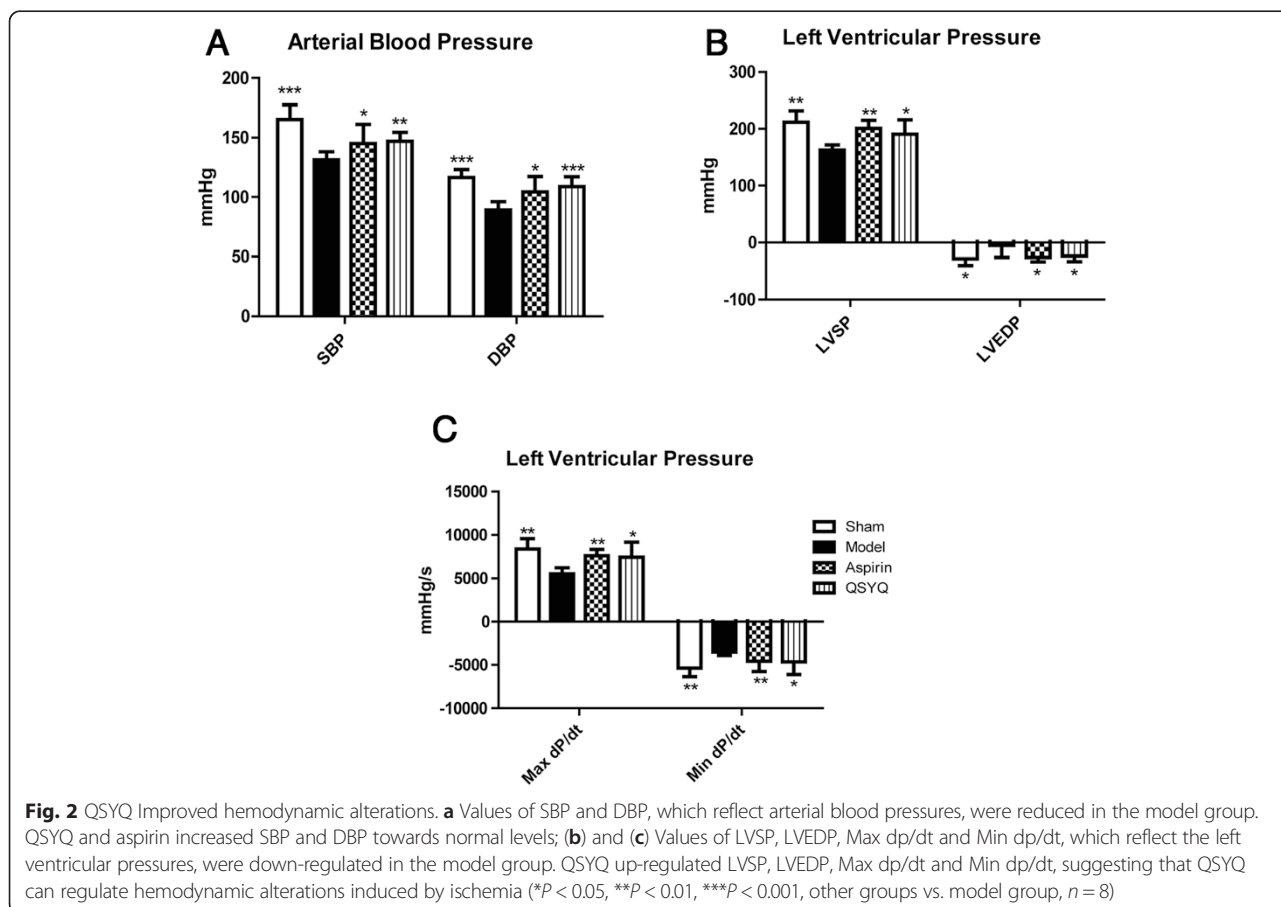 A
Arterial Blood Pressure
200
150
100
50
0
mmHg
***
*
**
***
*
***
SBP
DBP
B
Left Ventricular Pressure
300
200
100
0
-100
mmHg
**
**
*
*
*
*
LVSP
LVEDP
C
Left Ventricular Pressure
15000
10000
5000
0
-5000
-10000
mmHg/s
**
**
*
**
**
*
Max dP/dt
Min dP/dt
Sham
Model
Aspirin
QSYQ
Fig. 2 QSYQ Improved hemodynamic alterations. a Values of SBP and DBP, which reflect arterial blood pressures, were reduced in the model group.
QSYQ and aspirin increased SBP and DBP towards normal levels; (b) and (c) Values of LVSP, LVEDP, Max dp/dt and Min dp/dt, which reflect the left
ventricular pressures, were down-regulated in the model group. QSYQ up-regulated LVSP, LVEDP, Max dp/dt and Min dp/dt, suggesting that QSYQ
can regulate hemodynamic alterations induced by ischemia (*P < 0.05, **P < 0.01, ***P < 0.001, other groups vs. model group, n = 8)